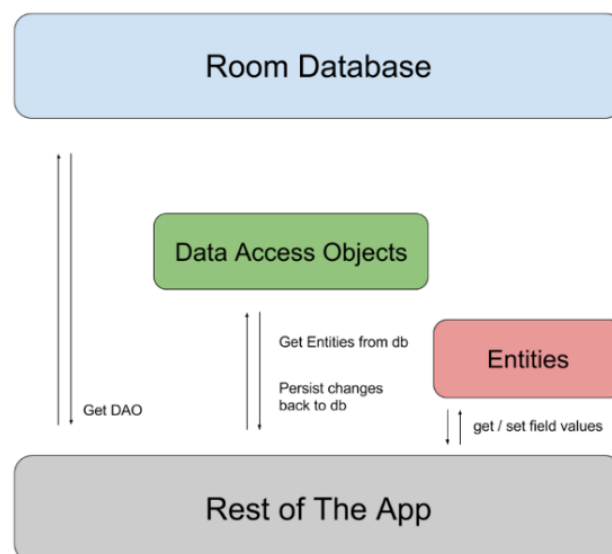 Room Database
Data Access Objects
Get Entities from db
Persist changes
back to db
Entities
Get DAO
get / set field values
Rest of The App